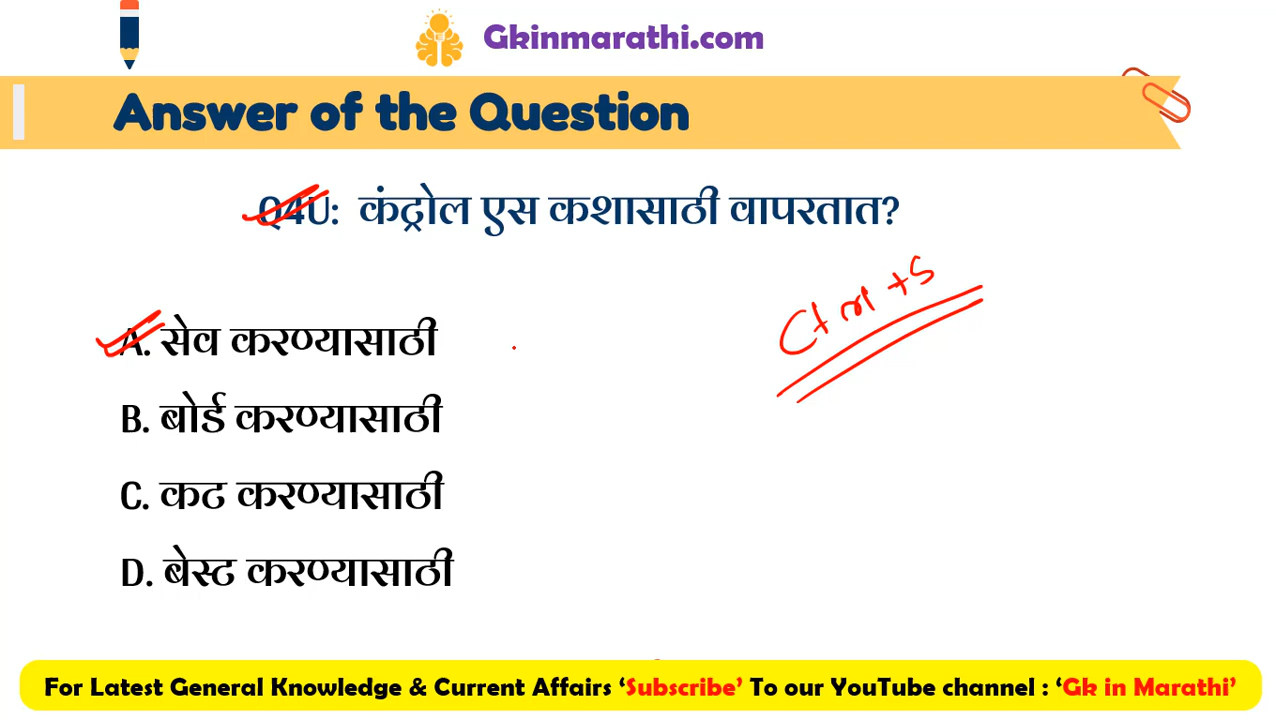 Gkinmarathi.com
Answer of the Question
Q4U: कंट्रोल एस कशासाठी वापरतात?
Ctrl +S
A. सेव करण्यासाठी
B. बोर्ड करण्यासाठी
C. कट करण्यासाठी
D. बेस्ट करण्यासाठी
For Latest General Knowledge & Current Affairs ‘Subscribe’ To our YouTube channel : ‘Gk in Marathi’